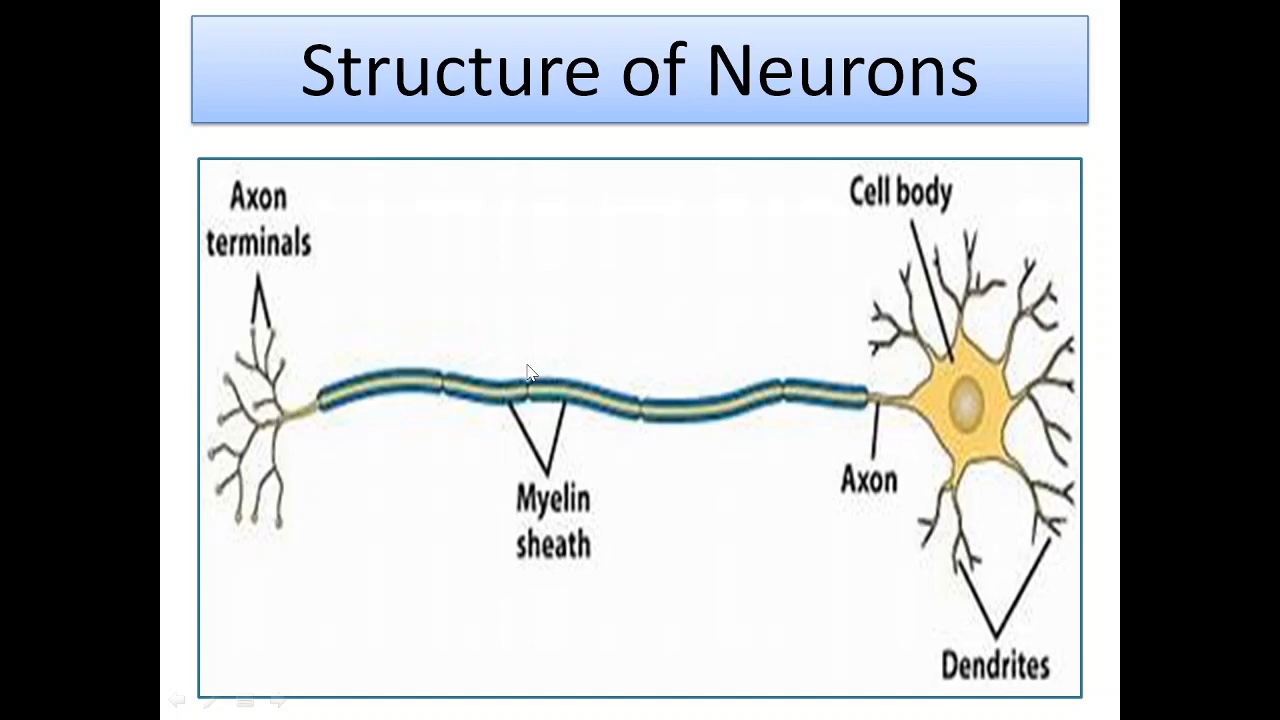 Structure of Neurons
Axon
terminals
Cell body
Myelin
sheath
Axon
Dendrites